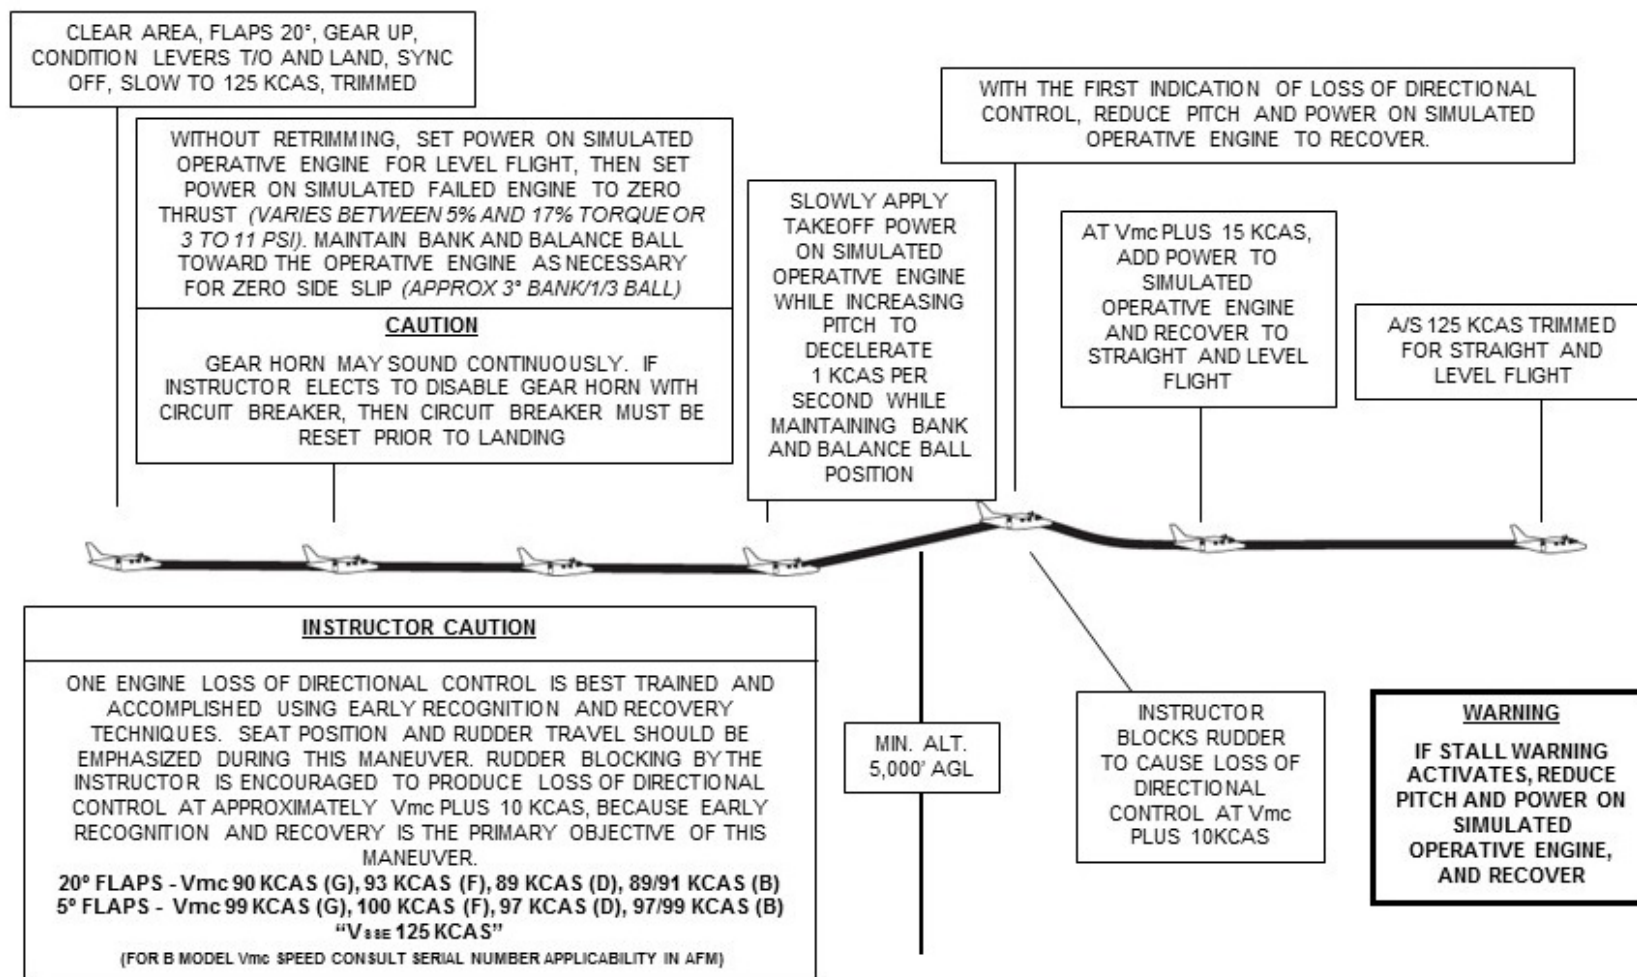 CLEAR AREA, FLAPS 20°, GEAR UP,
CONDITION LEVERS T/O AND LAND, SYNC
OFF, SLOW TO 125 KCAS, TRIMMED
WITHOUT RETRIMMING, SET POWER ON SIMULATED
OPERATIVE ENGINE FOR LEVEL FLIGHT, THEN SET
POWER ON SIMULATED FAILED ENGINE TO ZERO
THRUST (VARIES BETWEEN 5% AND 17% TORQUE OR
3 TO 11 PSI). MAINTAIN BANK AND BALANCE BALL
TOWARD THE OPERATIVE ENGINE AS NECESSARY
FOR ZERO SIDE SLIP (APPROX 3° BANK/1/3 BALL)
CAUTION
GEAR HORN MAY SOUND CONTINUOUSLY. IF
INSTRUCTOR ELECTS TO DISABLE GEAR HORN WITH
CIRCUIT BREAKER, THEN CIRCUIT BREAKER MUST BE
RESET PRIOR TO LANDING
SLOWLY APPLY
TAKEOFF POWER
ON SIMULATED
OPERATIVE ENGINE
WHILE INCREASING
PITCH TO
DECELERATE
1 KCAS PER
SECOND WHILE
MAINTAINING BANK
AND BALANCE BALL
POSITION
WITH THE FIRST INDICATION OF LOSS OF DIRECTIONAL
CONTROL, REDUCE PITCH AND POWER ON SIMULATED
OPERATIVE ENGINE TO RECOVER.
AT Vmc PLUS 15 KCAS,
ADD POWER TO
SIMULATED
OPERATIVE ENGINE
AND RECOVER TO
STRAIGHT AND LEVEL
FLIGHT
A/S 125 KCAS TRIMMED
FOR STRAIGHT AND
LEVEL FLIGHT
INSTRUCTOR CAUTION
ONE ENGINE LOSS OF DIRECTIONAL CONTROL IS BEST TRAINED AND
ACCOMPLISHED USING EARLY RECOGNITION AND RECOVERY
TECHNIQUES. SEAT POSITION AND RUDDER TRAVEL SHOULD BE
EMPHASIZED DURING THIS MANEUVER. RUDDER BLOCKING BY THE
INSTRUCTOR IS ENCOURAGED TO PRODUCE LOSS OF DIRECTIONAL
CONTROL AT APPROXIMATELY Vmc PLUS 10 KCAS, BECAUSE EARLY
RECOGNITION AND RECOVERY IS THE PRIMARY OBJECTIVE OF THIS
MANEUVER.
20º FLAPS - Vmc 90 KCAS (G), 93 KCAS (F), 89 KCAS (D), 89/91 KCAS (B)
5º FLAPS - Vmc 99 KCAS (G), 100 KCAS (F), 97 KCAS (D), 97/99 KCAS (B)
“VSSE 125 KCAS”
(FOR B MODEL Vmc SPEED CONSULT SERIAL NUMBER APPLICABILITY IN AFM)
MIN. ALT.
5,000’ AGL
INSTRUCTOR
BLOCKS RUDDER
TO CAUSE LOSS OF
DIRECTIONAL
CONTROL AT Vmc
PLUS 10KCAS
WARNING
IF STALL WARNING
ACTIVATES, REDUCE
PITCH AND POWER ON
SIMULATED
OPERATIVE ENGINE,
AND RECOVER